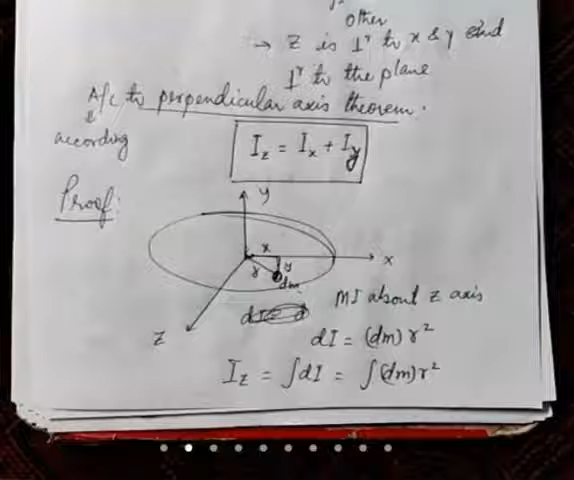 other
→ z is ⊥ʳ to x & y and
⊥ʳ to the plane
A/c to perpendicular axis theorem.
according
I_z = I_x + I_y
Proof:
y
x
x
y
r
dm
z
MI about z axis
dI = (dm) r²
I_z = ∫dI = ∫(dm)r²